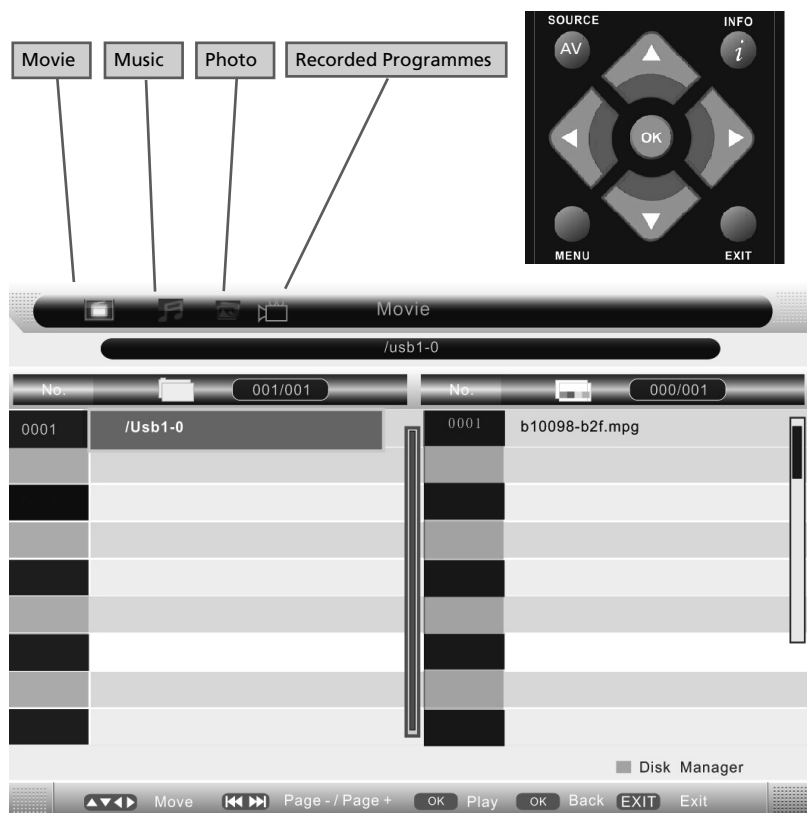 SOURCE INFO
AV i
Movie Music Photo Recorded Programmes
OK
MENU EXIT
Movie
/usb1-0
No. 001/001 No. 000/001
0001 /Usb1-0 0001 b10098-b2f.mpg
Disk Manager
Move Page - / Page + OK Play OK Back EXIT Exit